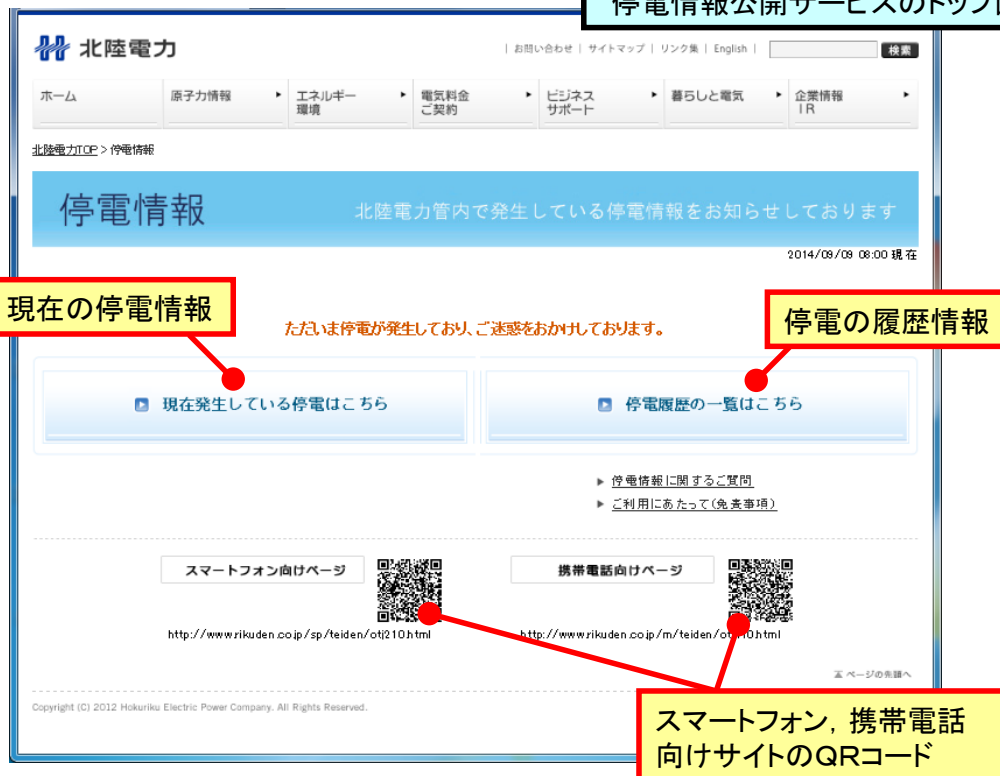 停電情報公開サービスのトップ
北陸電力
| お問い合わせ | サイトマップ | リンク集 | English |
検索
ホーム
原子力情報
エネルギー
環境
電気料金
ご契約
ビジネス
サポート
暮らしと電気
企業情報
ＩＲ
北陸電力TOP > 停電情報
停電情報
北陸電力管内で発生している停電情報をお知らせしております
2014/09/09 08:00 現在
現在の停電情報
停電の履歴情報
ただいま停電が発生しており、ご迷惑をおかけしております。
現在発生している停電はこちら
停電履歴の一覧はこちら
停電情報に関するご質問
ご利用にあたって(免責事項)
スマートフォン向けページ
携帯電話向けページ
http://www.rikuden.co.jp/sp/teiden/otj210.html
http://www.rikuden.co.jp/m/teiden/ot 10.html
ページの先頭へ
Copyright (C) 2012 Hokuriku Electric Power Company. All Rights Reserved.
スマートフォン，携帯電話
向けサイトのＱＲコード